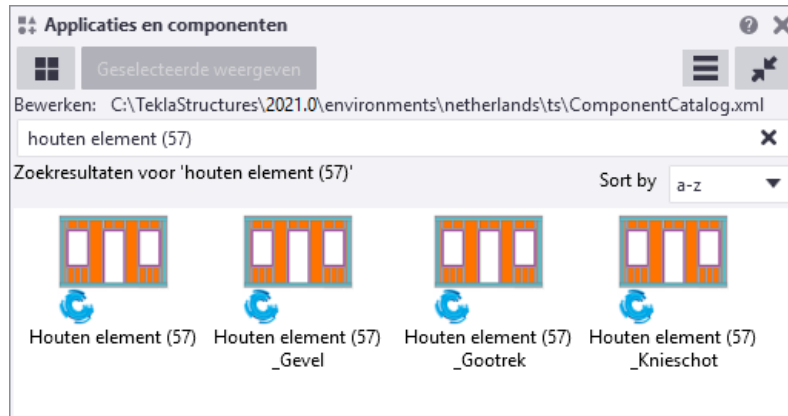 Applicaties en componenten
Geselecteerde weergeven
Bewerken: C:\TeklaStructures\2021.0\environments\netherlands\ts\ComponentCatalog.xml
houten element (57)
Zoekresultaten voor 'houten element (57)'
Sort by a-z
Houten element (57) Houten element (57) Houten element (57) Houten element (57)
_Gevel _Gootrek _Knieschot